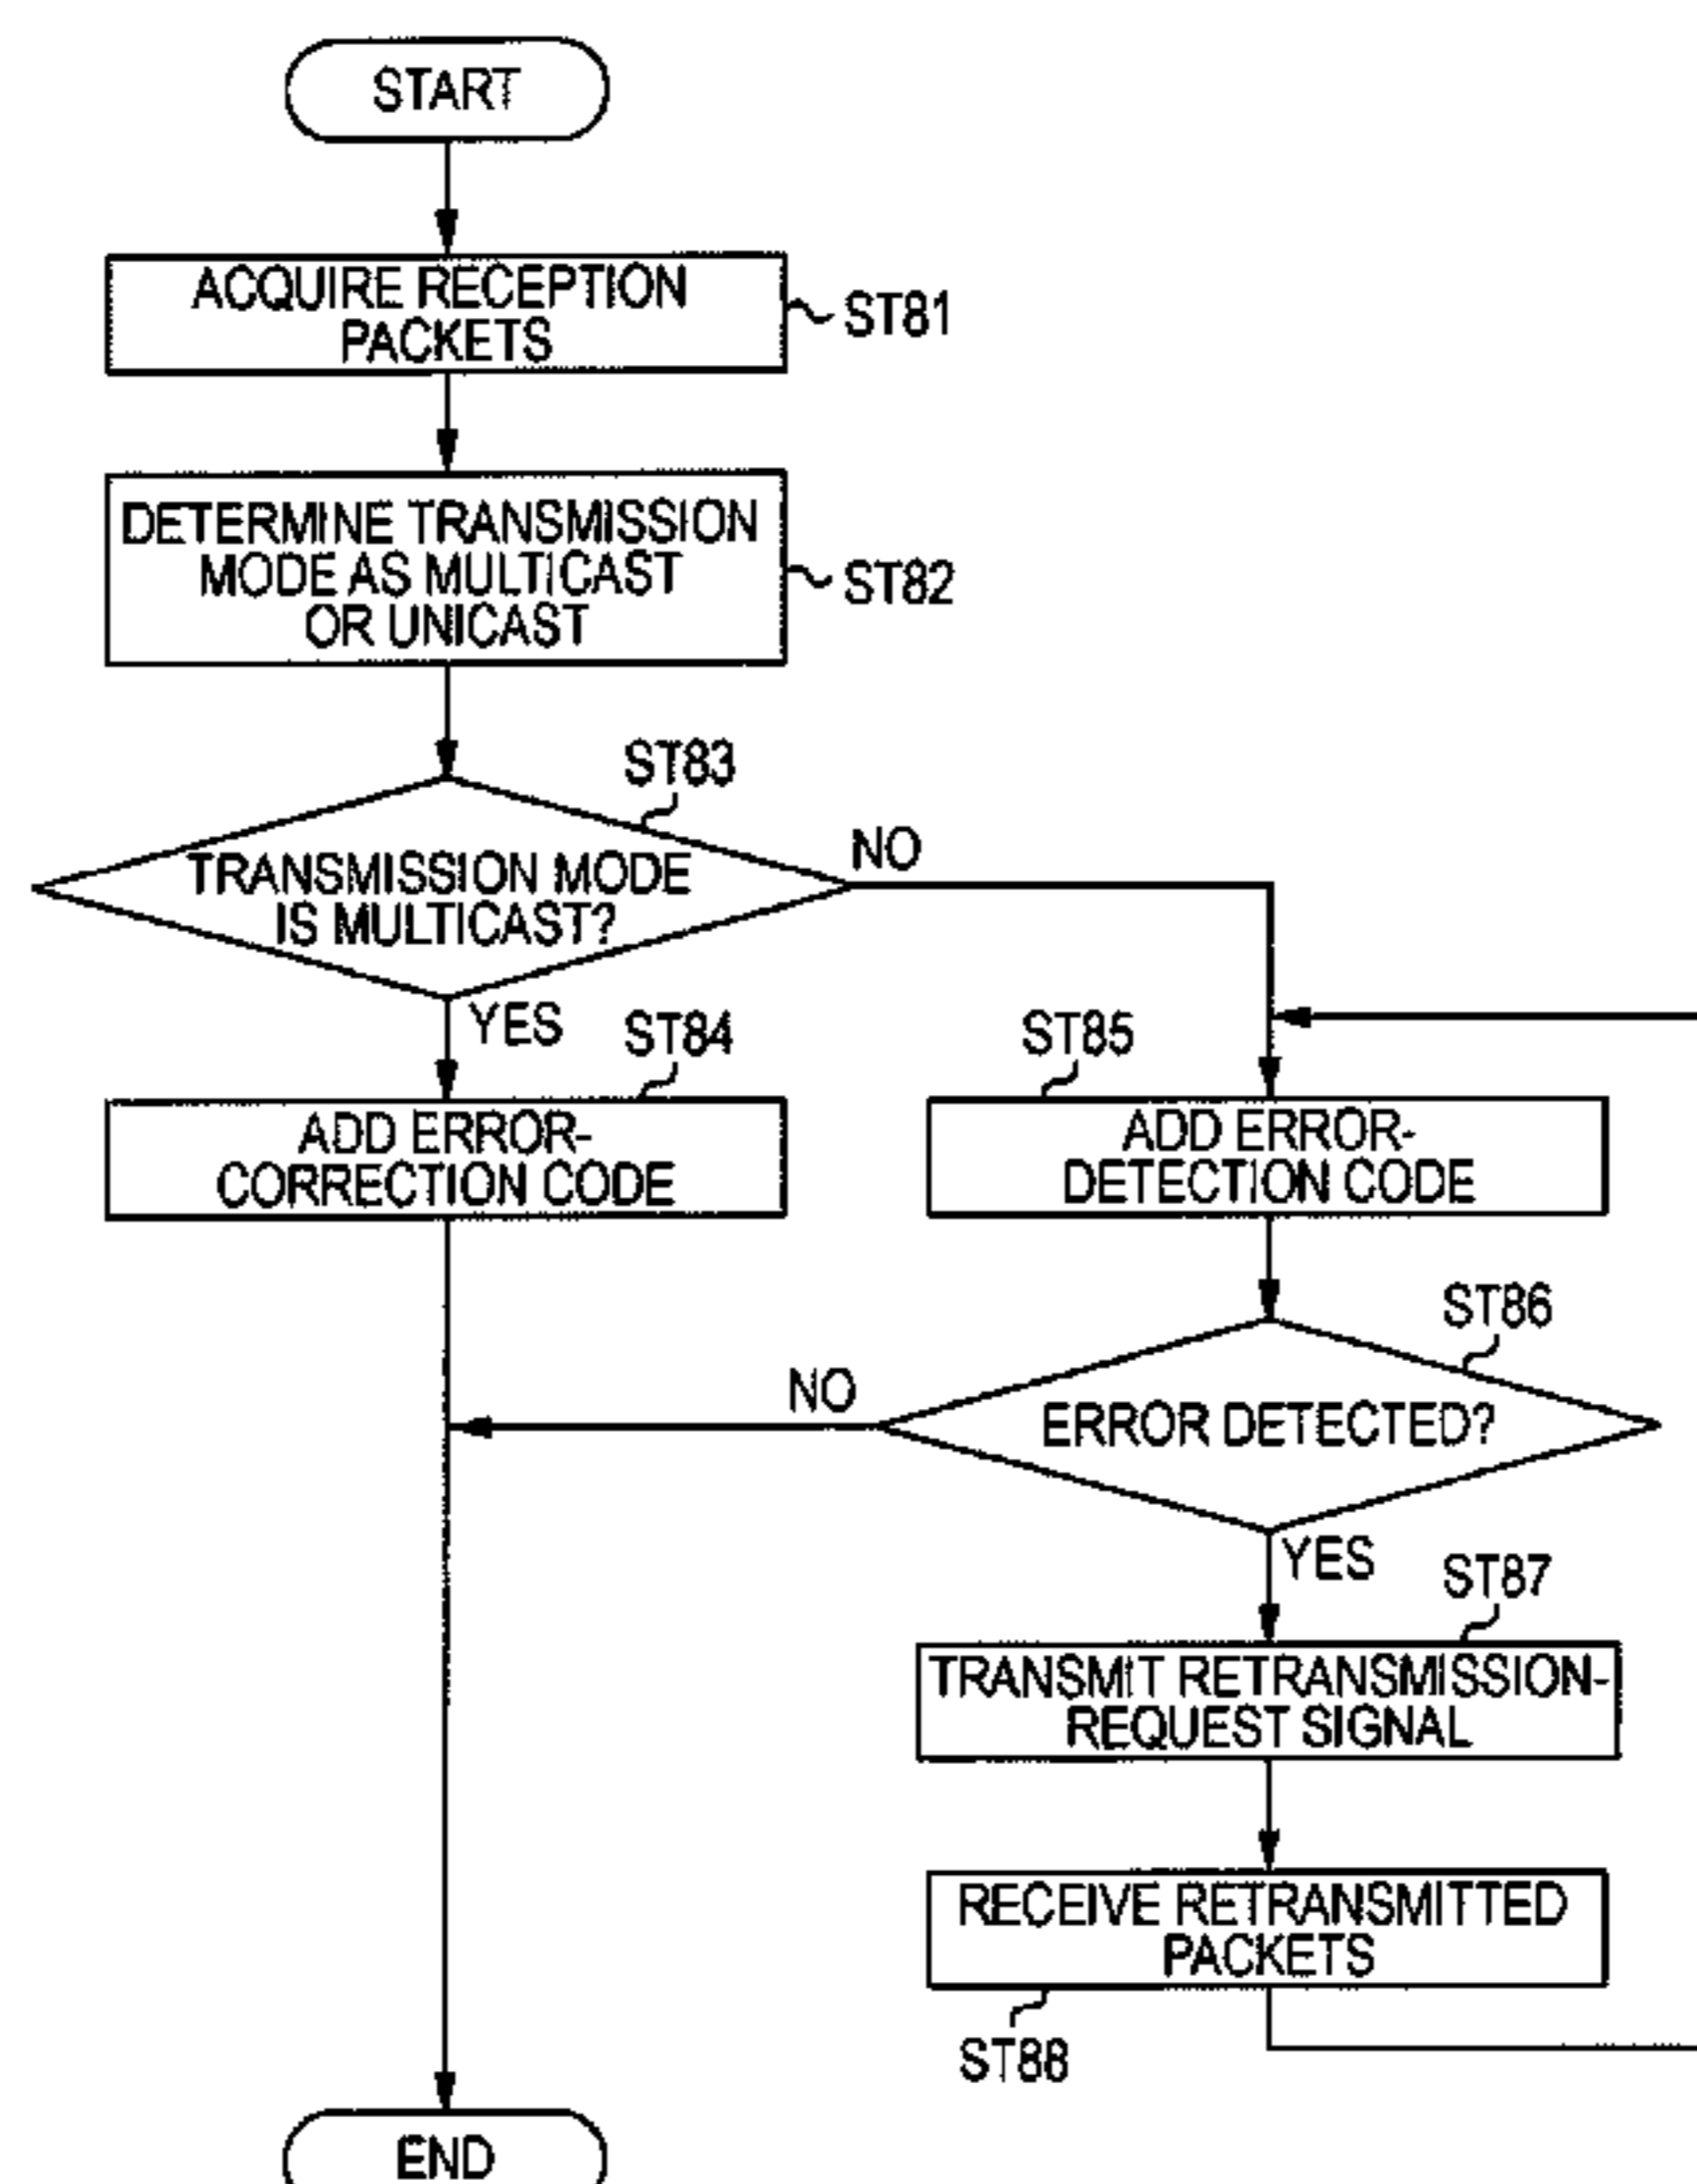 START
ACQUIRE RECEPTION
PACKETS
ST81
DETERMINE TRANSMISSION
MODE AS MULTICAST
OR UNICAST
ST82
ST83
TRANSMISSION MODE
IS MULTICAST?
NO
YES
ST84
ADD ERROR-
CORRECTION CODE
ST85
ADD ERROR-
DETECTION CODE
ST86
ERROR DETECTED?
NO
YES
ST87
TRANSMIT RETRANSMISSION-
REQUEST SIGNAL
RECEIVE RETRANSMITTED
PACKETS
ST88
END